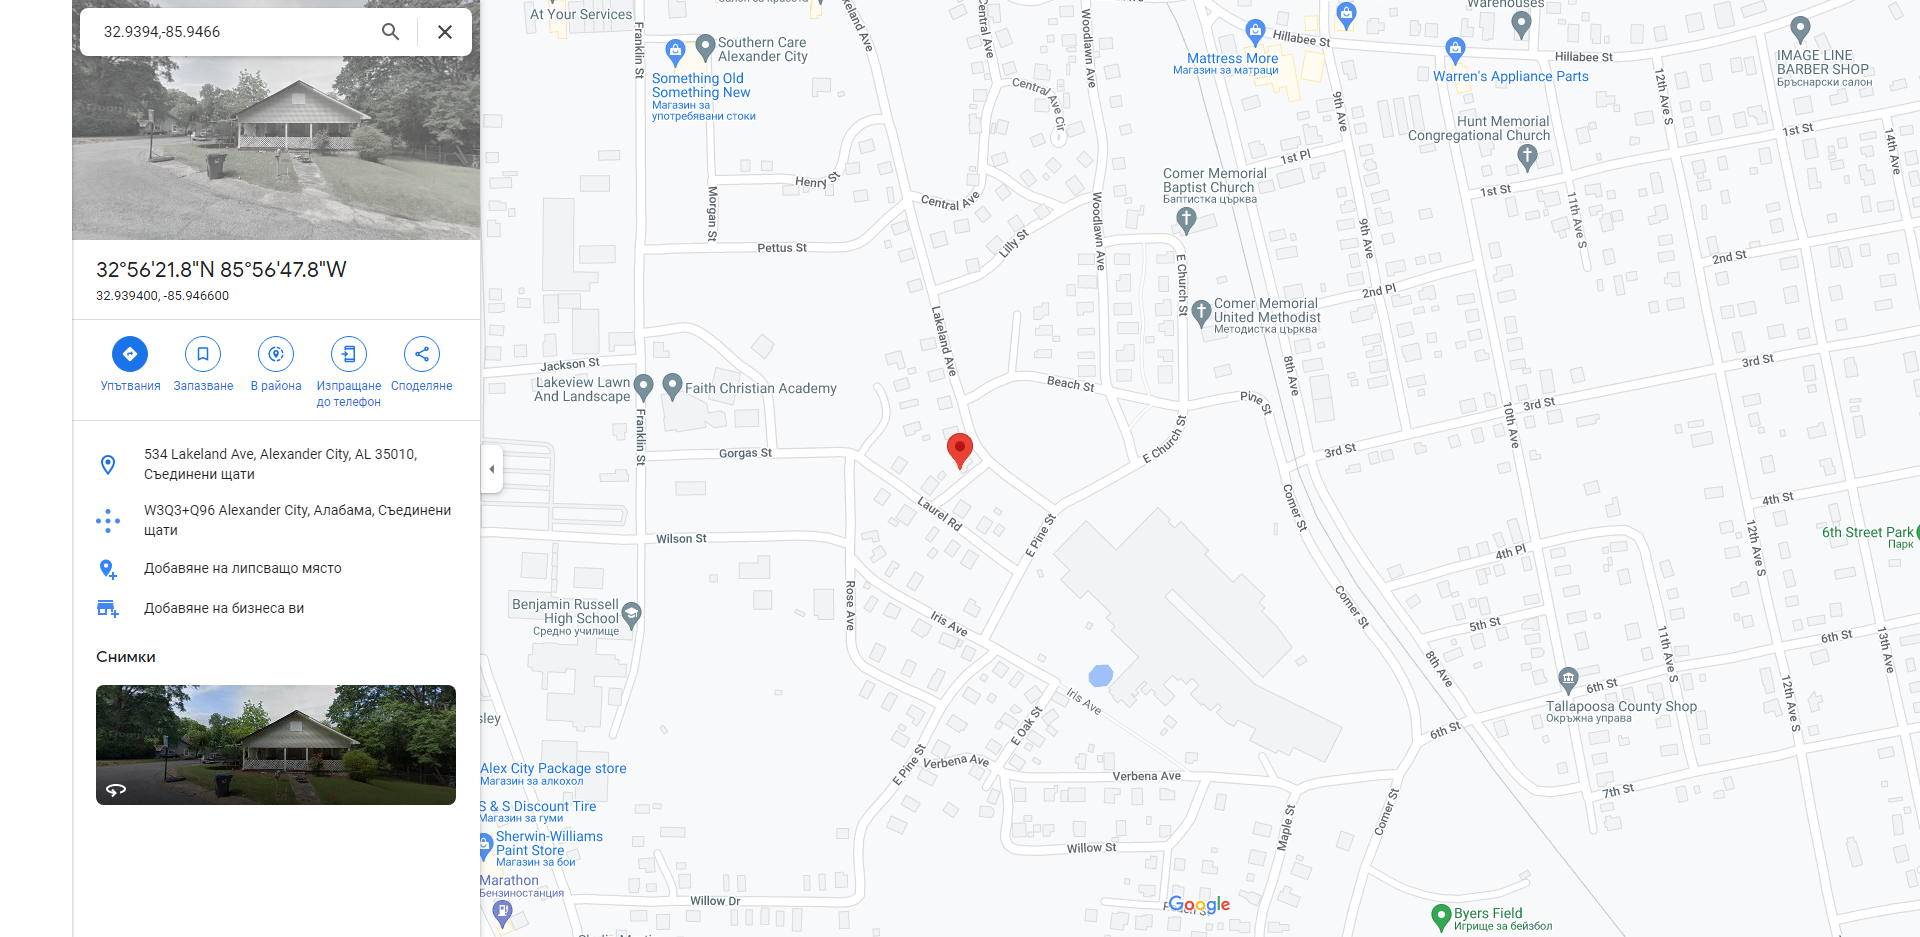 32.9394,-85.9466
32°56'21.8"N 85°56'47.8"W
32.939400, -85.946600
Упътвания
Запазване
В района
Изпращане
до телефон
Споделяне
534 Lakeland Ave, Alexander City, AL 35010,
Съединени щати
W3Q3+Q96 Alexander City, Алабама, Съединени
щати
Добавяне на липсващо място
Добавяне на бизнеса ви
Снимки
At Your Services
Southern Care
Alexander City
Something Old
Something New
Магазин за
употребявани стоки
Franklin St
Lakeland Ave
Central Ave
Woodlawn Ave
Central Ave Cir
Warehouses
Hillabee St
Hillabee St
Mattress More
Магазин за матраци
Warren's Appliance Parts
IMAGE LINE
BARBER SHOP
Бръснарски салон
12th Ave S
9th Ave
Hunt Memorial
Congregational Church
1st St
14th Ave
1st Pl
1st St
11th Ave S
Henry St
Morgan St
Central Ave
Woodlawn Ave
Comer Memorial
Baptist Church
Баптистка църква
9th Ave
Pettus St
Lilly St
E Church St
2nd St
2nd Pl
Comer Memorial
United Methodist
Методистка църква
Lakeland Ave
Jackson St
Lakeview Lawn
And Landscape
Faith Christian Academy
Beach St
Pine St
8th Ave
3rd St
3rd St
10th Ave
Franklin St
Gorgas St
E Church St
3rd St
Laurel Rd
Comer St
4th St
Wilson St
E Pine St
4th Pl
12th Ave S
6th Street Park
Парк
Benjamin Russell
High School
Средно училище
Rose Ave
Iris Ave
Comer St
5th St
6th St
11th Ave S
13th Ave
8th Ave
Iris Ave
6th St
12th Ave S
Tallapoosa County Shop
Окръжна управа
sley
E Oak St
6th St
Alex City Package store
Магазин за алкохол
E Pine St
Verbena Ave
Verbena Ave
7th St
S & S Discount Tire
Магазин за гуми
Comer St
Maple St
Sherwin-Williams
Paint Store
Магазин за бои
Willow St
Marathon
Бензиностанция
Willow Dr
Google
Byers Field
Игрище за бейзбол